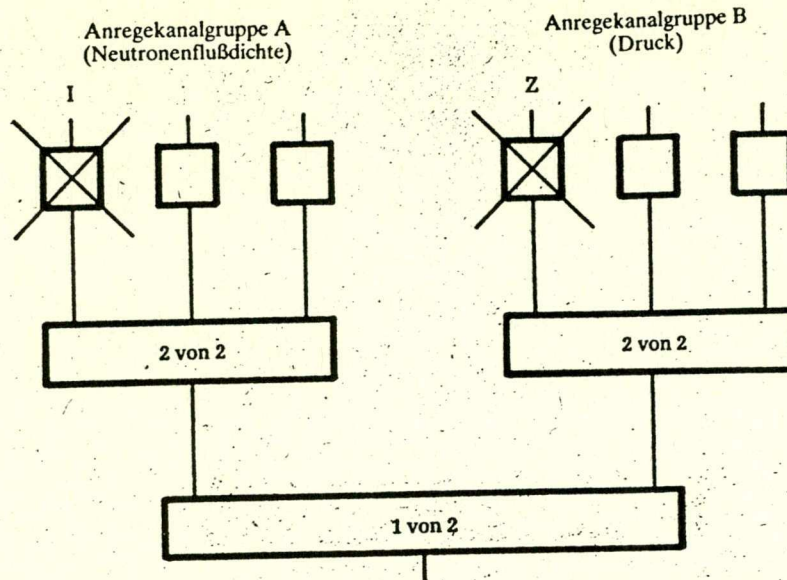 Anregekanalgruppe A
(Neutronenflußdichte)
Anregekanalgruppe B
(Druck)
I
Z
2 von 2
2 von 2
1 von 2